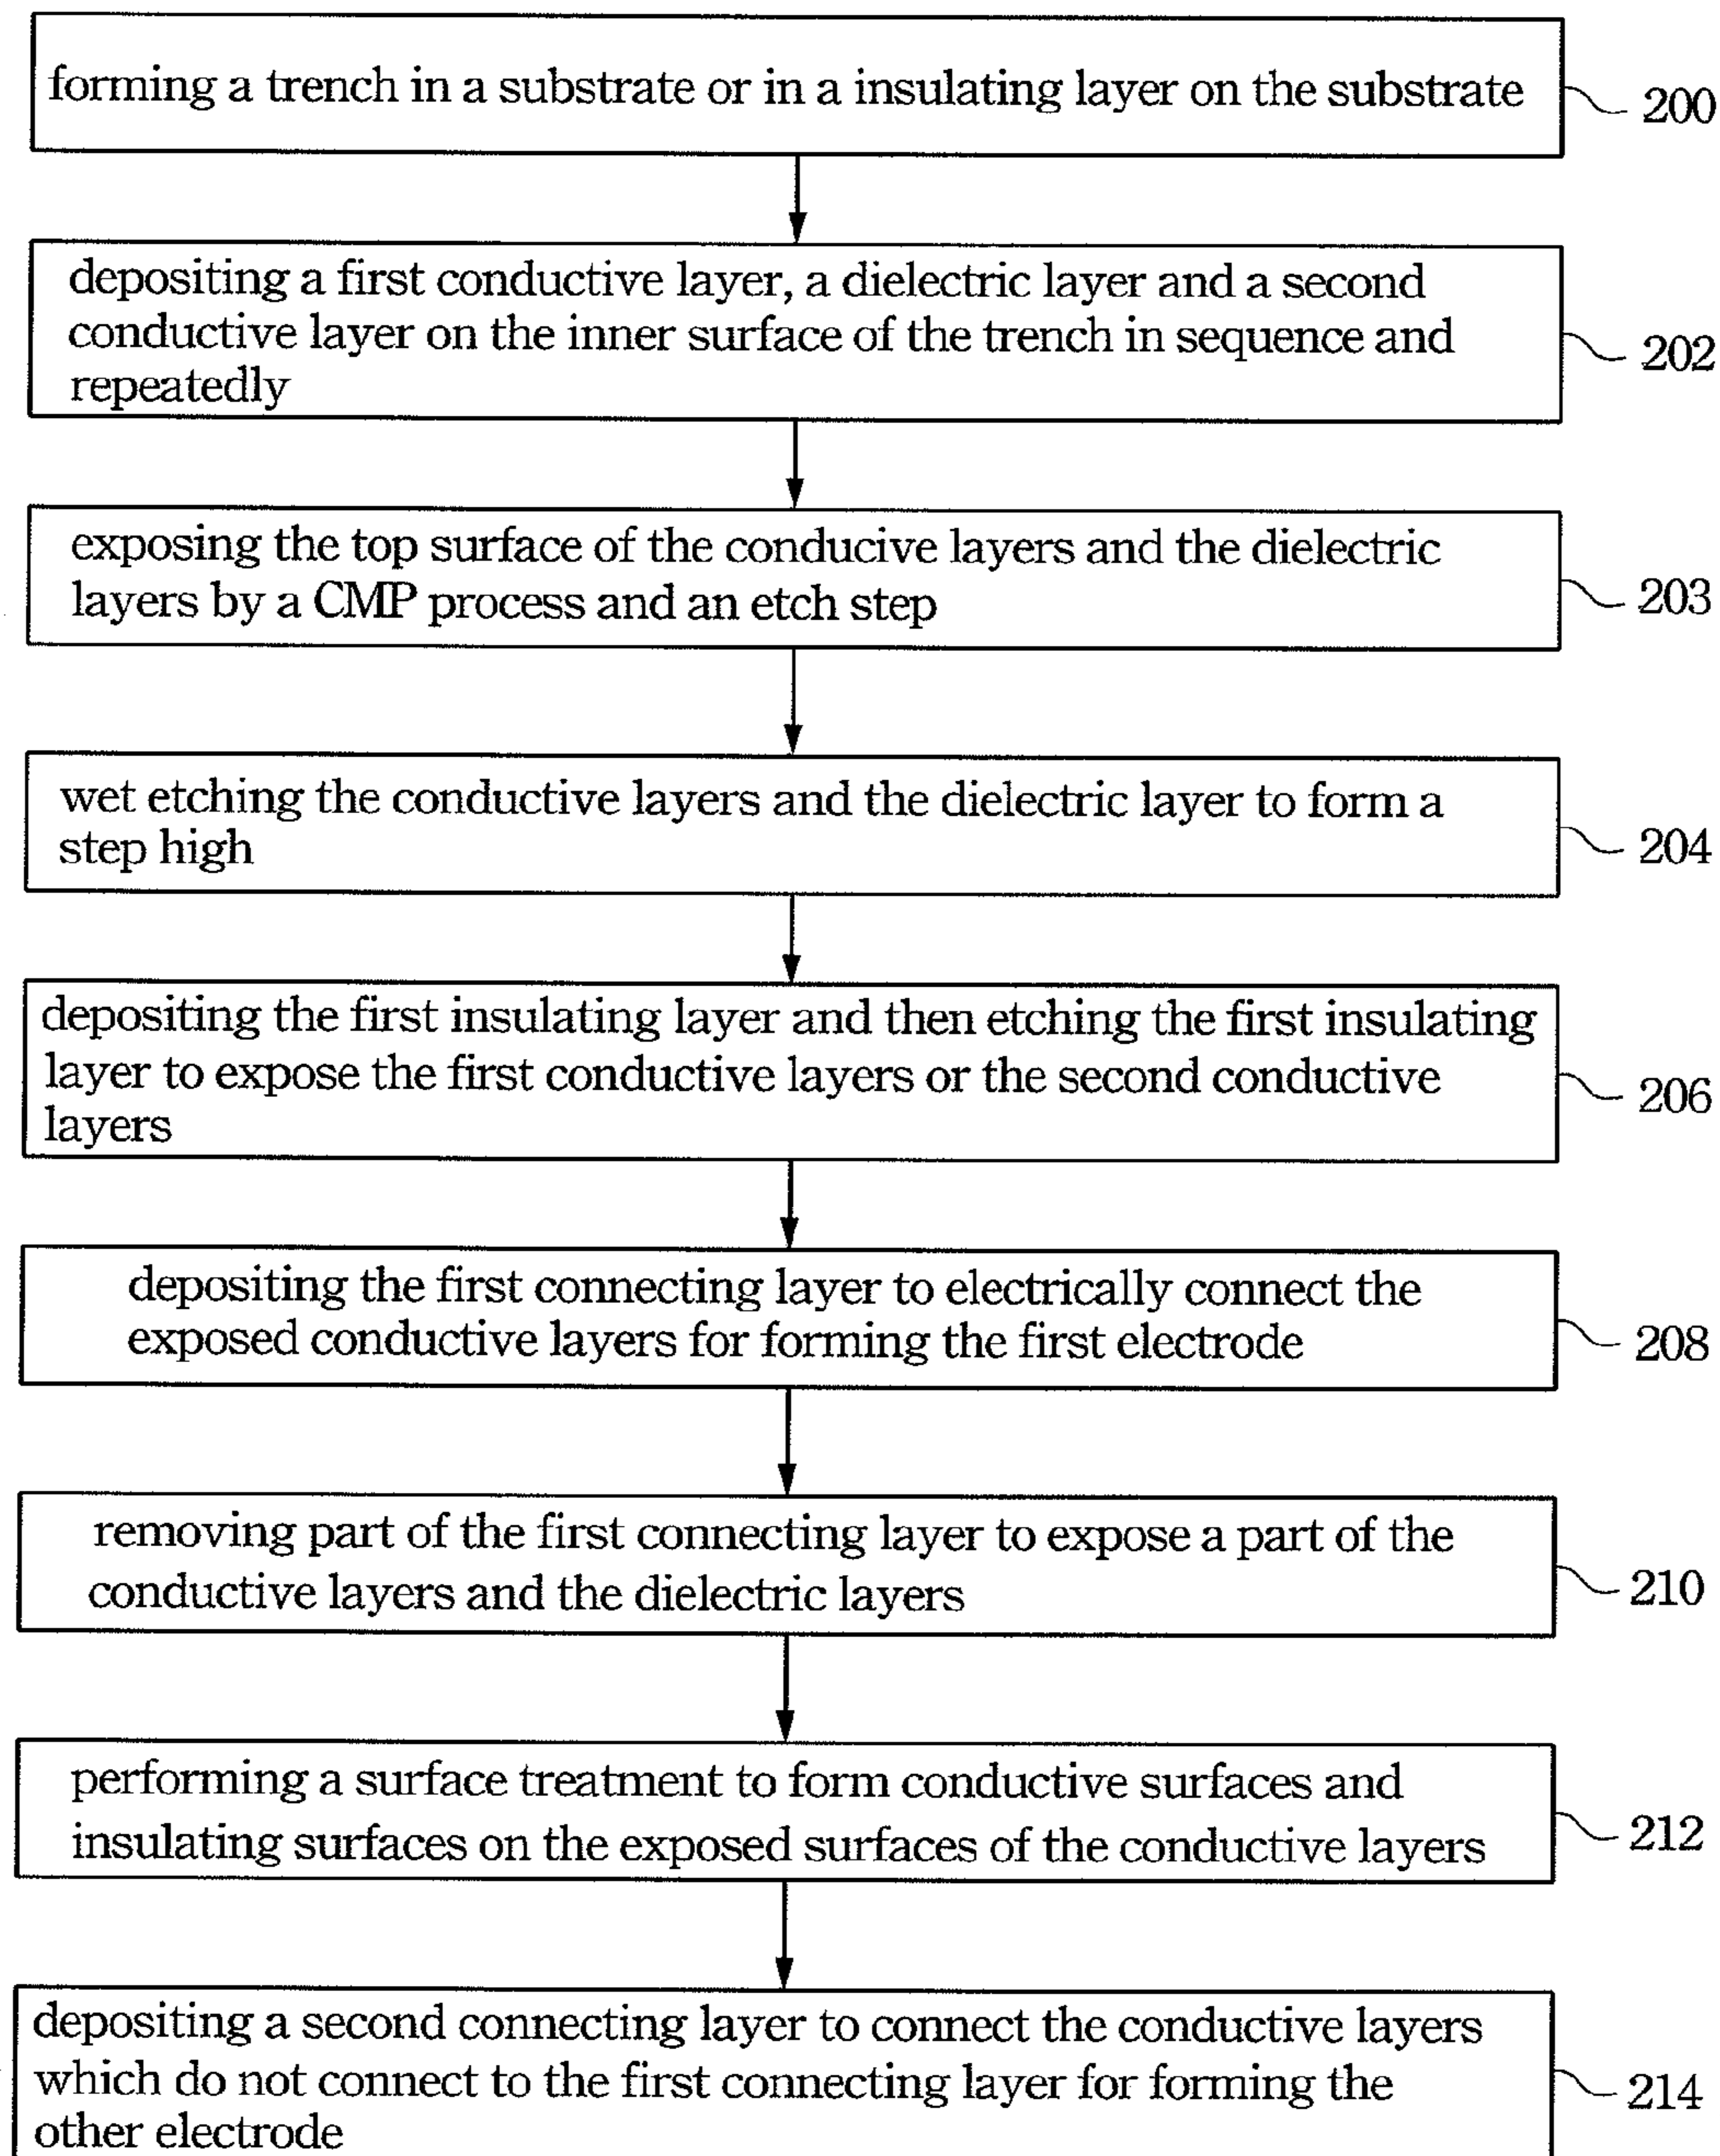 forming a trench in a substrate or in a insulating layer on the substrate
200
depositing a first conductive layer, a dielectric layer and a second
conductive layer on the inner surface of the trench in sequence and
repeatedly
202
exposing the top surface of the conducive layers and the dielectric
layers by a CMP process and an etch step
203
wet etching the conductive layers and the dielectric layer to form a
step high
204
depositing the first insulating layer and then etching the first insulating
layer to expose the first conductive layers or the second conductive
layers
206
depositing the first connecting layer to electrically connect the
exposed conductive layers for forming the first electrode
208
removing part of the first connecting layer to expose a part of the
conductive layers and the dielectric layers
210
performing a surface treatment to form conductive surfaces and
insulating surfaces on the exposed surfaces of the conductive layers
212
depositing a second connecting layer to connect the conductive layers
which do not connect to the first connecting layer for forming the
other electrode
214